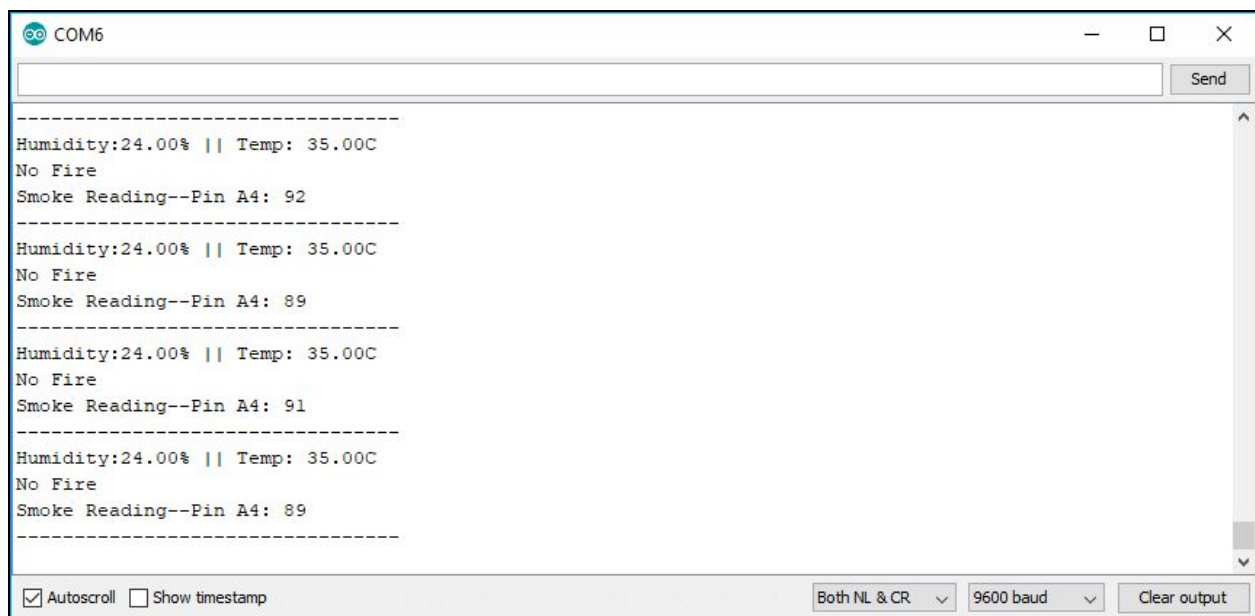 COM6
Send
---------------------------------
Humidity:24.00% || Temp: 35.00C
No Fire
Smoke Reading--Pin A4: 92
---------------------------------
Humidity:24.00% || Temp: 35.00C
No Fire
Smoke Reading--Pin A4: 89
---------------------------------
Humidity:24.00% || Temp: 35.00C
No Fire
Smoke Reading--Pin A4: 91
---------------------------------
Humidity:24.00% || Temp: 35.00C
No Fire
Smoke Reading--Pin A4: 89
---------------------------------
Autoscroll Show timestamp Both NL & CR 9600 baud Clear output